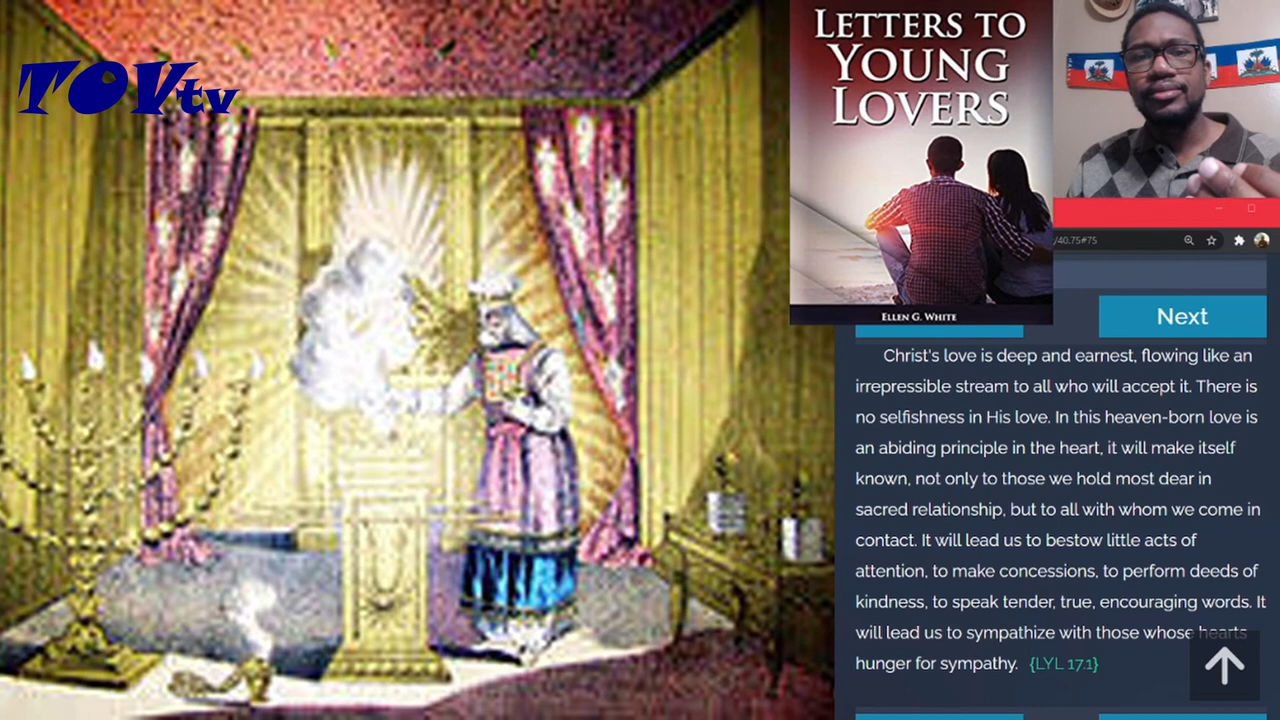 TOVtv
LETTERS TO
YOUNG
LOVERS
ELLEN G. WHITE
/40.75#75
Next
Christ's love is deep and earnest, flowing like an
irrepressible stream to all who will accept it. There is
no selfishness in His love. In this heaven-born love is
an abiding principle in the heart, it will make itself
known, not only to those we hold most dear in
sacred relationship, but to all with whom we come in
contact. It will lead us to bestow little acts of
attention, to make concessions, to perform deeds of
kindness, to speak tender, true, encouraging words. It
will lead us to sympathize with those whose hearts
hunger for sympathy. {LYL 17.1}